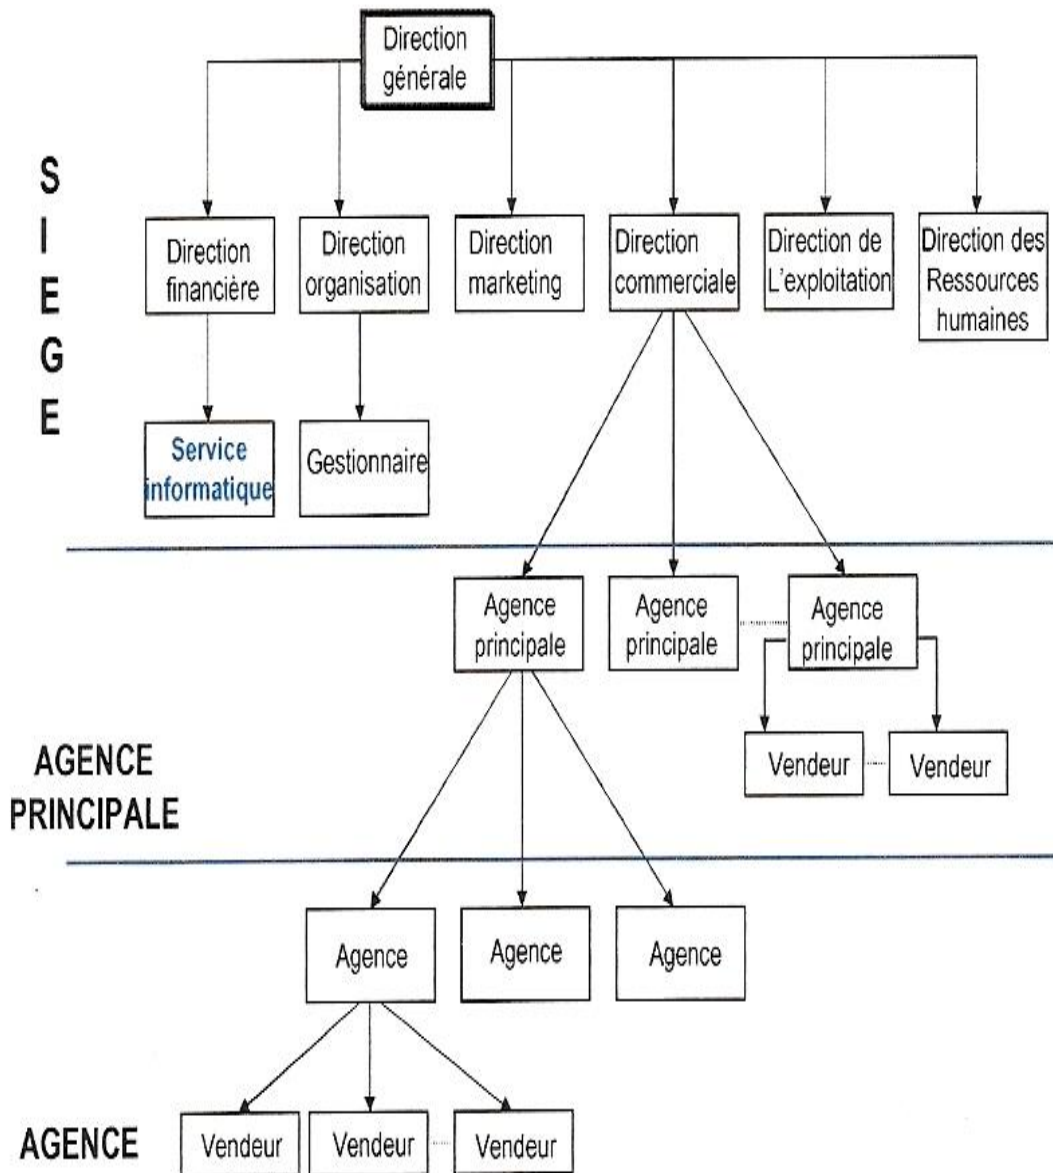 Direction
générale
S
I
E
G
E
Direction
financière
Direction
organisation
Direction
marketing
Direction
commerciale
Direction de
L'exploitation
Direction des
Ressources
humaines
Service
informatique
Gestionnaire
Agence
principale
Agence
principale
Agence
principale
Vendeur
Vendeur
AGENCE
PRINCIPALE
Agence
Agence
Agence
AGENCE
Vendeur
Vendeur
Vendeur